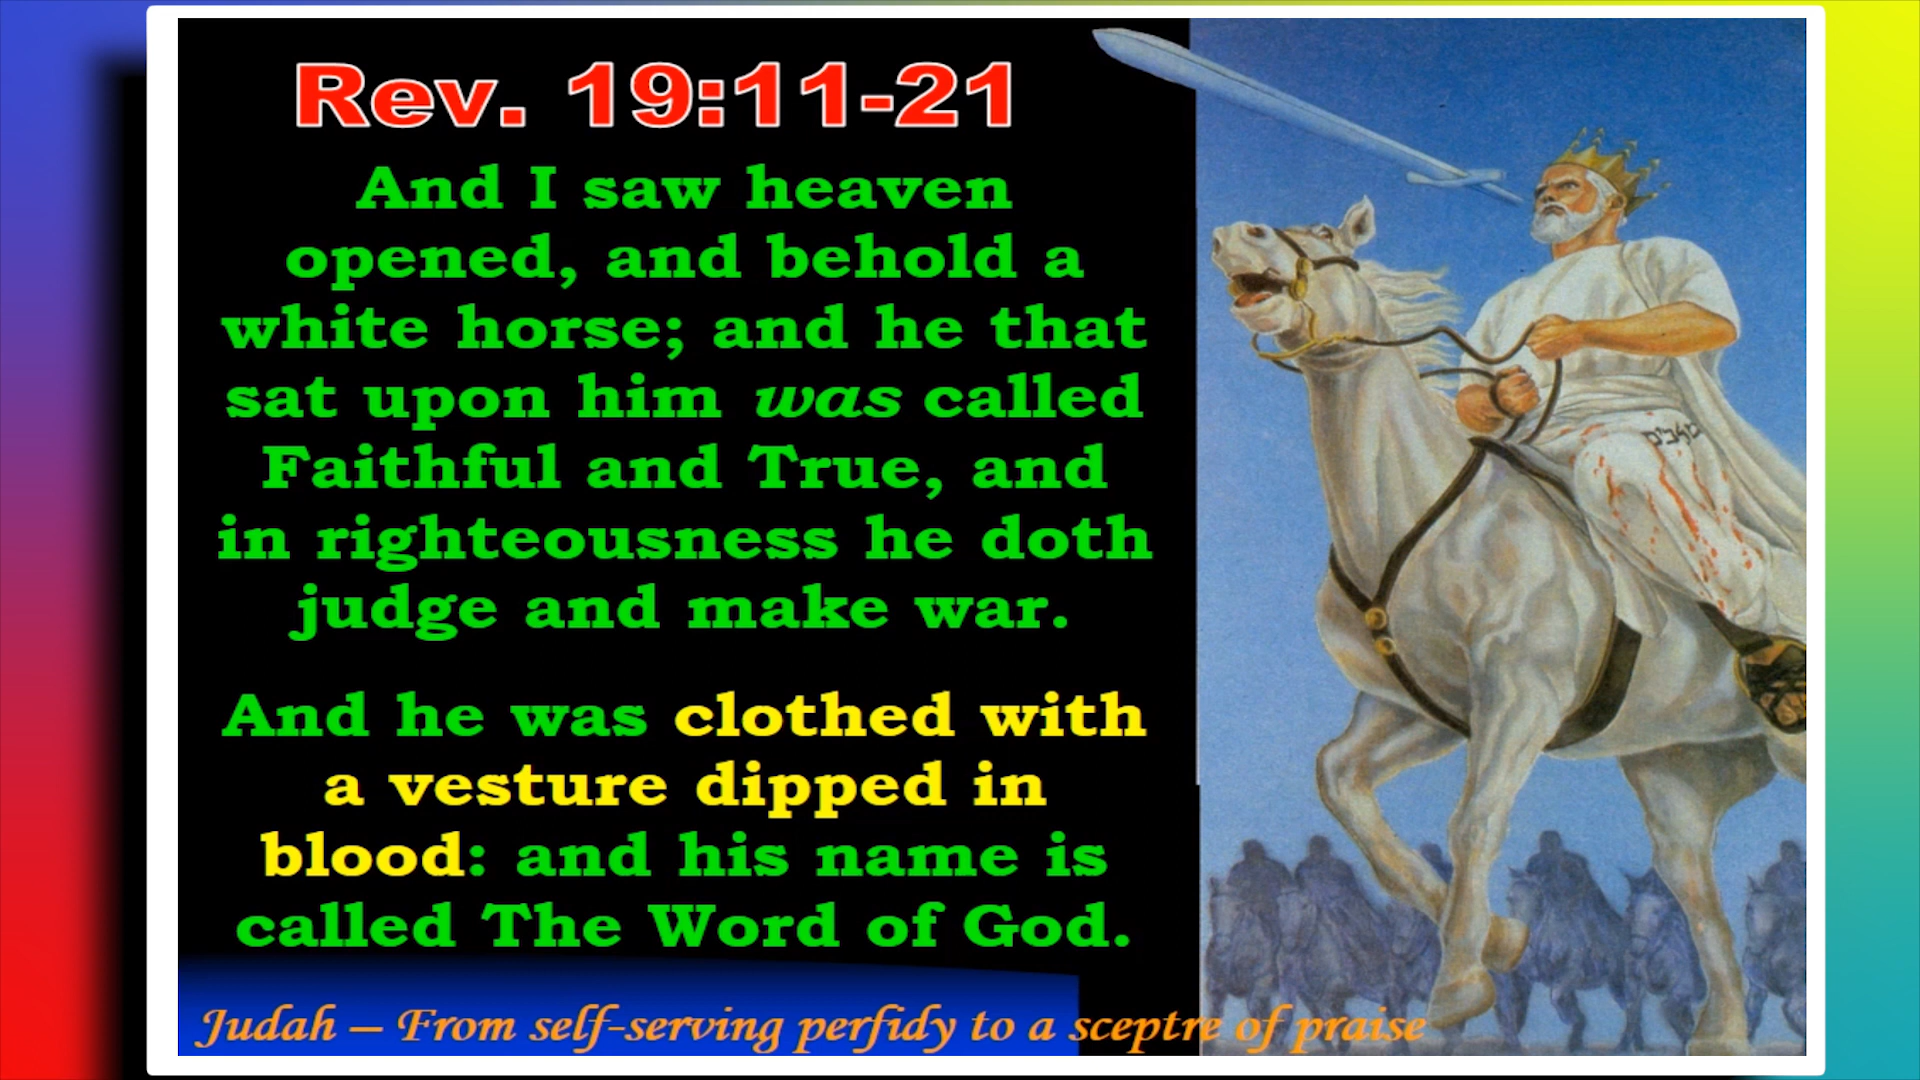 Rev. 19:11-21
And I saw heaven
opened, and behold a
white horse; and he that
sat upon him was called
Faithful and True, and
in righteousness he doth
judge and make war.
And he was clothed with
a vesture dipped in
blood: and his name is
called The Word of God.
Judah – From self-serving perfidy to a sceptre of praise